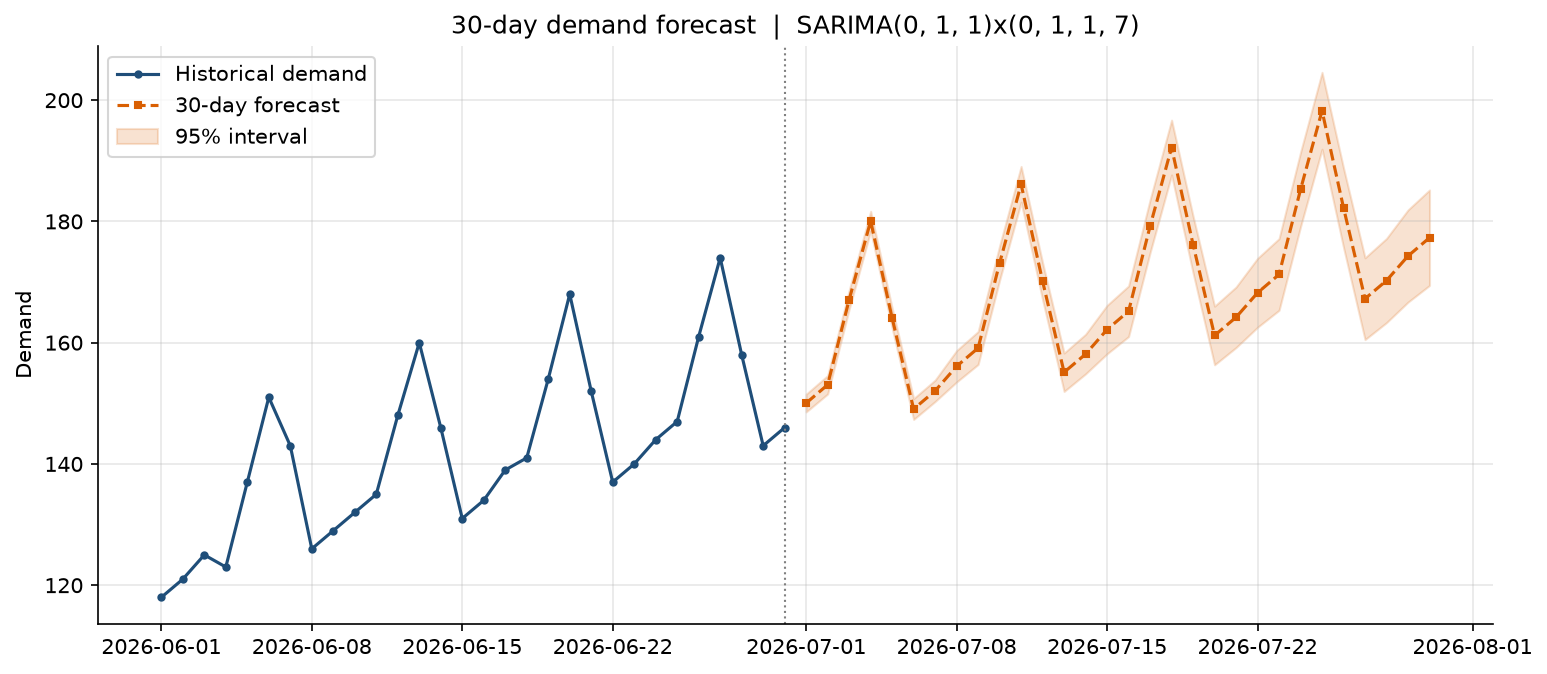 30-day demand forecast | SARIMA(0, 1, 1)x(0, 1, 1, 7)
Historical demand
30-day forecast
95% interval
Demand
200
180
160
140
120
2026-06-01 2026-06-08 2026-06-15 2026-06-22 2026-07-01 2026-07-08 2026-07-15 2026-07-22 2026-08-01